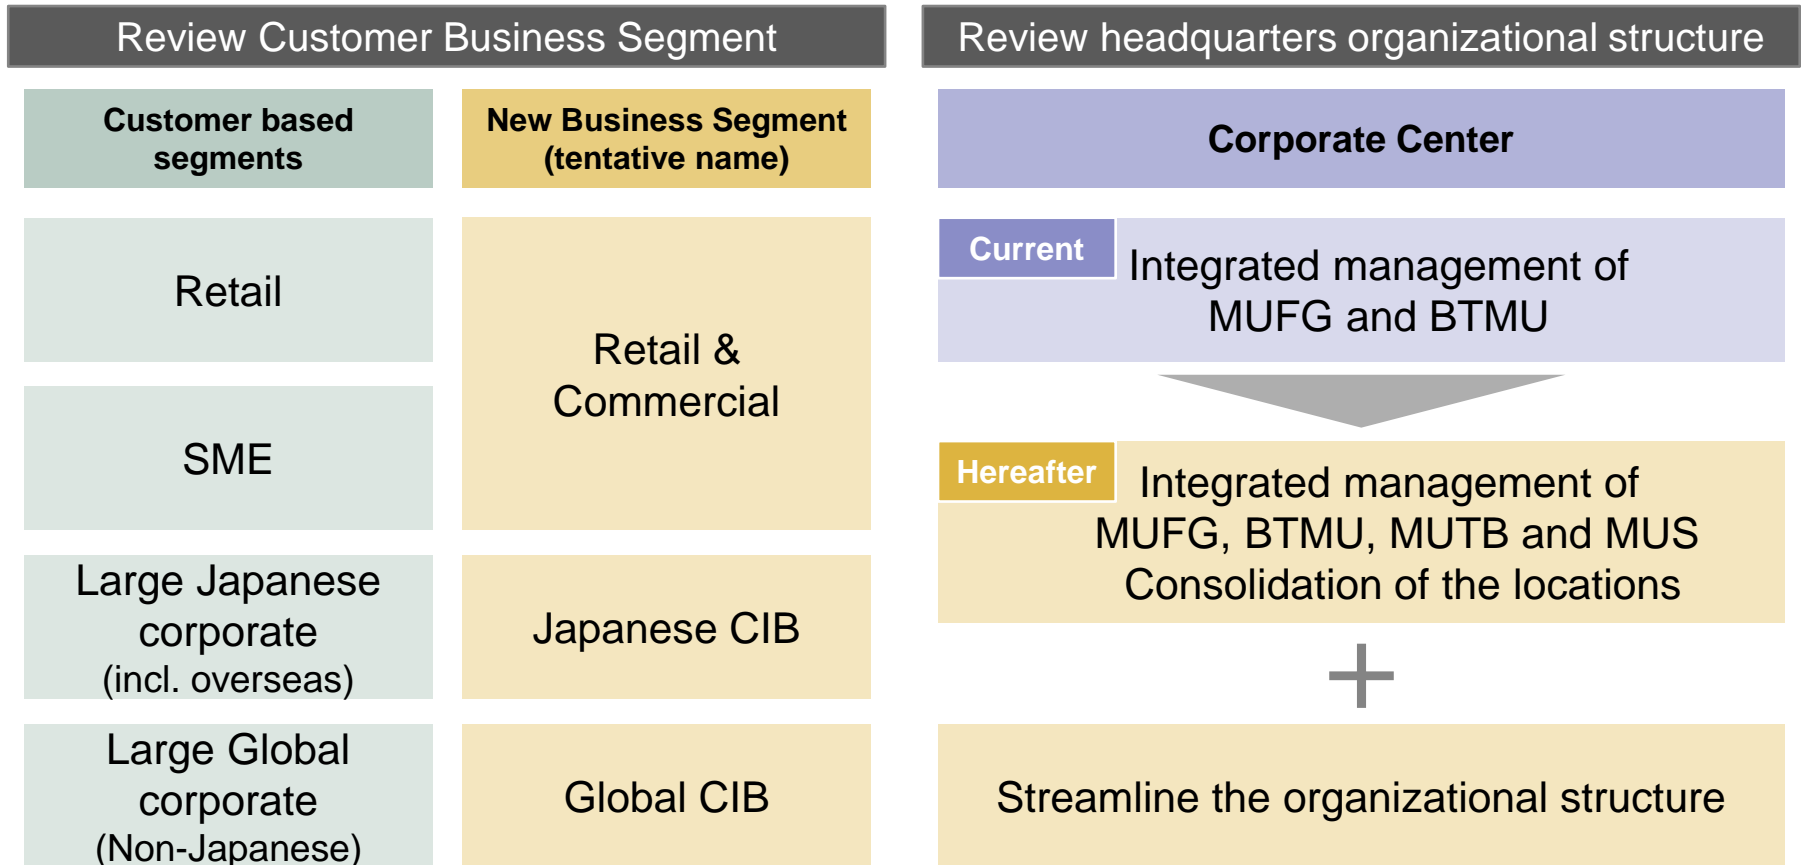 Review Customer Business Segment
Customer based
segments
New Business Segment
(tentative name)
Retail
SME
Retail &
Commercial
Large Japanese
corporate
(incl. overseas)
Japanese CIB
Large Global
corporate
(Non-Japanese)
Global CIB
Review headquarters organizational structure
Corporate Center
Current
Integrated management of
MUFG and BTMU
Hereafter
Integrated management of
MUFG, BTMU, MUTB and MUS
Consolidation of the locations
+
Streamline the organizational structure